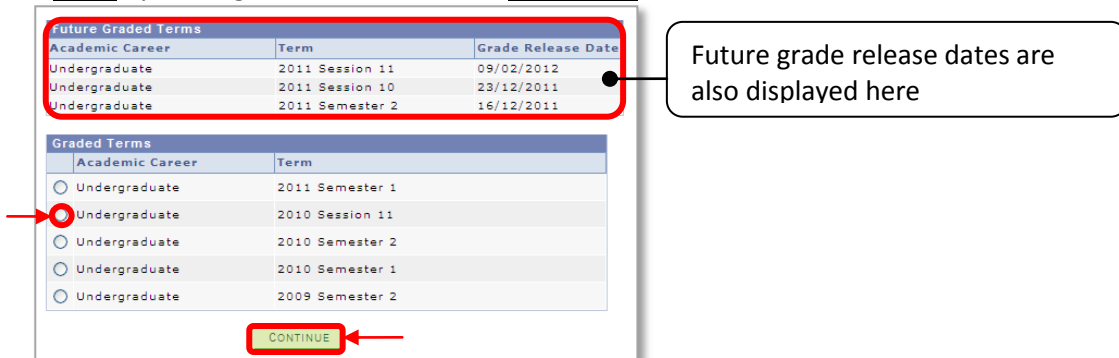 Future Graded Terms
Academic Career Term Grade Release Date
Undergraduate 2011 Session 11 09/02/2012
Undergraduate 2011 Session 10 23/12/2011
Undergraduate 2011 Semester 2 16/12/2011
Future grade release dates are
also displayed here
Graded Terms
Academic Career Term
Undergraduate 2011 Semester 1
Undergraduate 2010 Session 11
Undergraduate 2010 Semester 2
Undergraduate 2010 Semester 1
Undergraduate 2009 Semester 2
CONTINUE